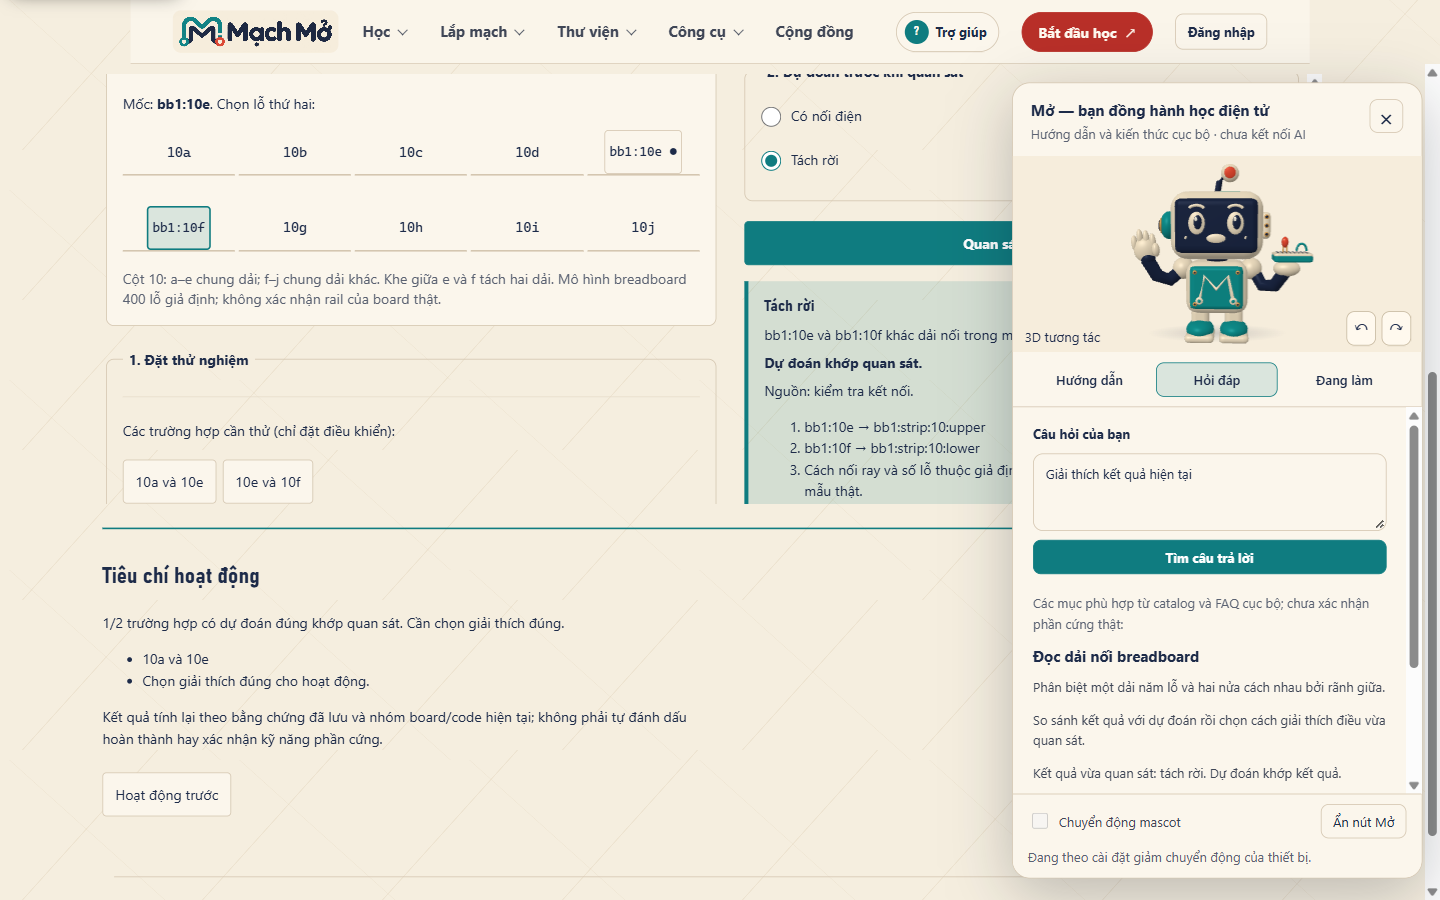 Mạch Mở
Học
Lắp mạch
Thư viện
Công cụ
Cộng đồng
? Trợ giúp
Bắt đầu học ↗
Đăng nhập
Mốc: bb1:10e. Chọn lỗ thứ hai:
10a
10b
10c
10d
bb1:10e ●
bb1:10f
10g
10h
10i
10j
Cột 10: a–e chung dải; f–j chung dải khác. Khe giữa e và f tách hai dải. Mô hình breadboard
400 lỗ giả định; không xác nhận rail của board thật.
1. Đặt thử nghiệm
Các trường hợp cần thử (chỉ đặt điều khiển):
10a và 10e
10e và 10f
2. Dự đoán trước khi quan sát
Có nối điện
Tách rời
Quan sá
Tách rời
bb1:10e và bb1:10f khác dải nối trong m
Dự đoán khớp quan sát.
Nguồn: kiểm tra kết nối.
1. bb1:10e → bb1:strip:10:upper
2. bb1:10f → bb1:strip:10:lower
3. Cách nối ray và số lỗ thuộc giả địn
mẫu thật.
Tiêu chí hoạt động
1/2 trường hợp có dự đoán đúng khớp quan sát. Cần chọn giải thích đúng.
• 10a và 10e
• Chọn giải thích đúng cho hoạt động.
Kết quả tính lại theo bằng chứng đã lưu và nhóm board/code hiện tại; không phải tự đánh dấu
hoàn thành hay xác nhận kỹ năng phần cứng.
Hoạt động trước
Mở — bạn đồng hành học điện tử
Hướng dẫn và kiến thức cục bộ · chưa kết nối AI
3D tương tác
Hướng dẫn
Hỏi đáp
Đang làm
Câu hỏi của bạn
Giải thích kết quả hiện tại
Tìm câu trả lời
Các mục phù hợp từ catalog và FAQ cục bộ; chưa xác nhận
phần cứng thật:
Đọc dải nối breadboard
Phân biệt một dải năm lỗ và hai nửa cách nhau bởi rãnh giữa.
So sánh kết quả với dự đoán rồi chọn cách giải thích điều vừa
quan sát.
Kết quả vừa quan sát: tách rời. Dự đoán khớp kết quả.
Chuyển động mascot
Ẩn nút Mở
Đang theo cài đặt giảm chuyển động của thiết bị.